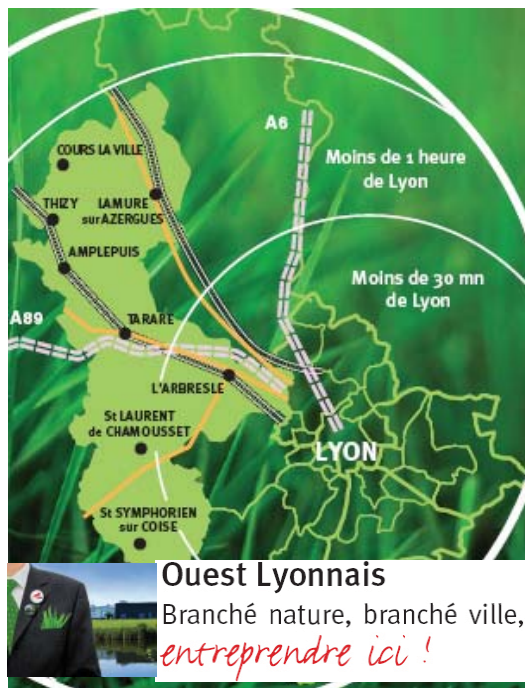 A6
COURS LA VILLE
Moins de 1 heure
de Lyon
THIZY
LAMURE
sur AZERGUES
AMPLEPUIS
Moins de 30 mn
de Lyon
A89
TARARE
L'ARBRESLE
St LAURENT
de CHAMOUSSET
LYON
St SYMPHORIEN
sur COISE
Ouest Lyonnais
Branché nature, branché ville,
entreprendre ici !